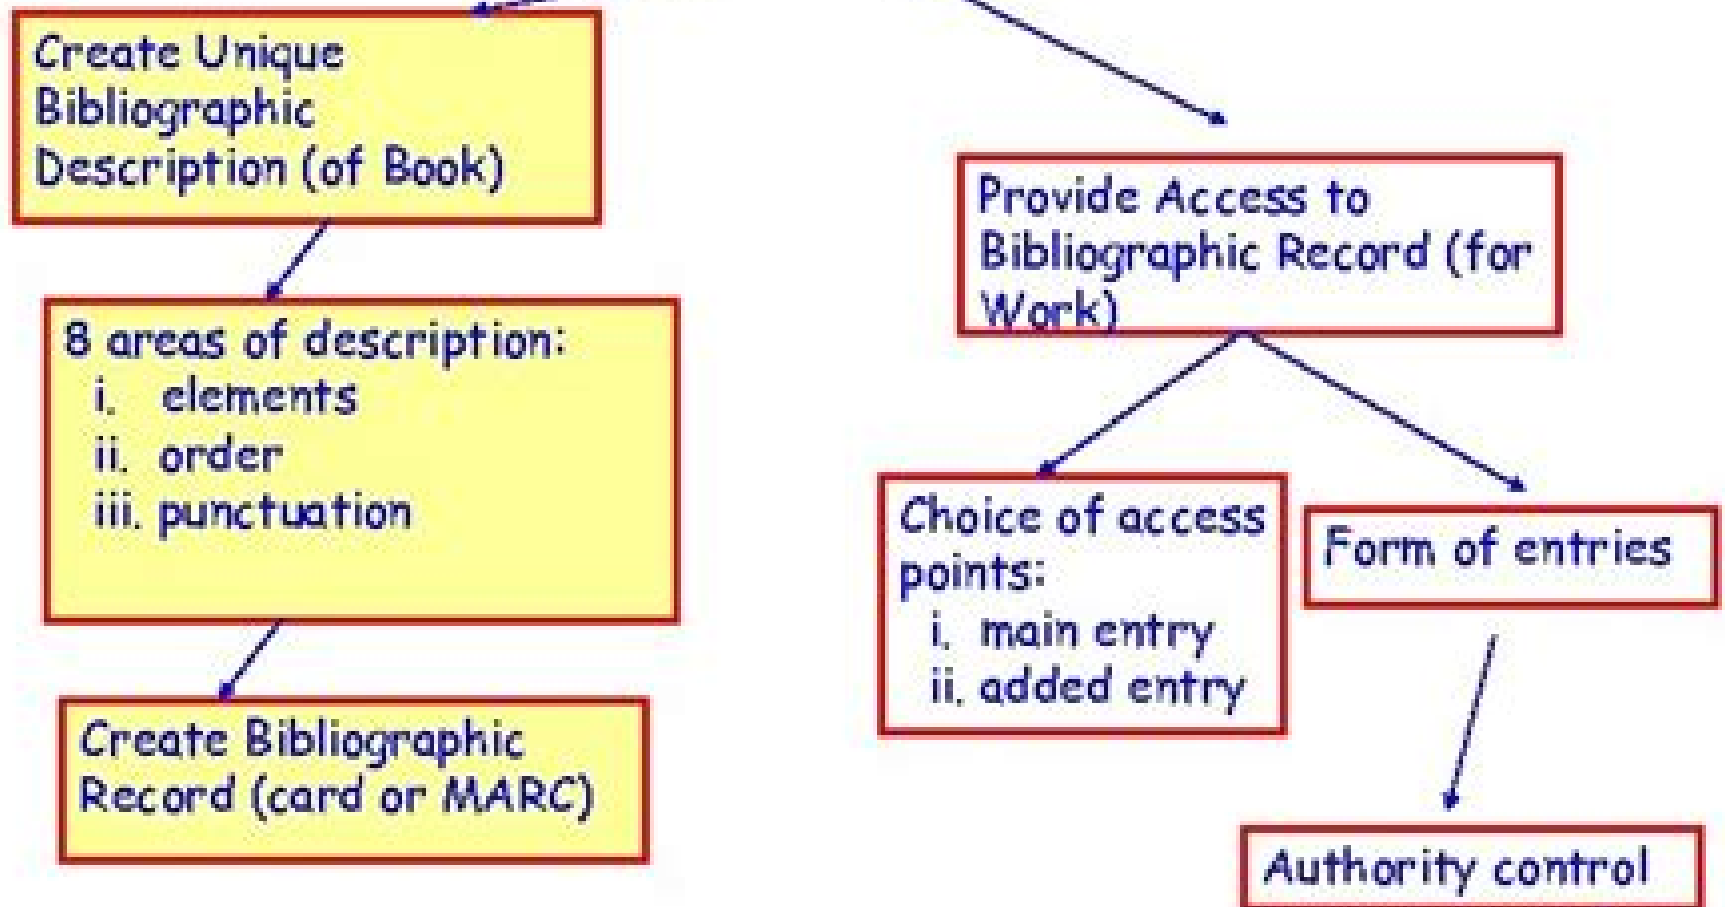 Create Unique
Bibliographic
Description (of Book)
8 areas of description:
i. elements
ii. order
iii. punctuation
Create Bibliographic
Record (card or MARC)
Provide Access to
Bibliographic Record (for
Work)
Choice of access
points:
i. main entry
ii. added entry
Form of entries
Authority control